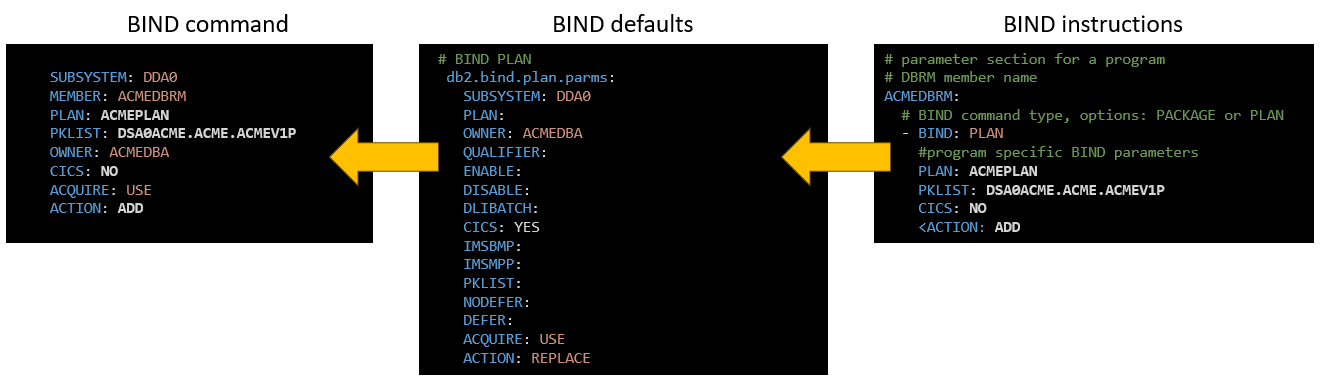 BIND command
SUBSYSTEM: DDA0
MEMBER: ACMEDBRM
PLAN: ACMEPLAN
PKLIST: DSA0ACME.ACME.ACMEV1P
OWNER: ACMEDBA
CICS: NO
ACQUIRE: USE
ACTION: ADD
BIND defaults
# BIND PLAN
db2.bind.plan.parms:
SUBSYSTEM: DDA0
PLAN:
OWNER: ACMEDBA
QUALIFIER:
ENABLE:
DISABLE:
DLIBATCH:
CICS: YES
IMSBMP:
IMSMPP:
PKLIST:
NODEFER:
DEFER:
ACQUIRE: USE
ACTION: REPLACE
BIND instructions
# parameter section for a program
# DBRM member name
ACMEDBRM:
# BIND command type, options: PACKAGE or PLAN
- BIND: PLAN
#program specific BIND parameters
PLAN: ACMEPLAN
PKLIST: DSA0ACME.ACME.ACMEV1P
CICS: NO
<ACTION: ADD